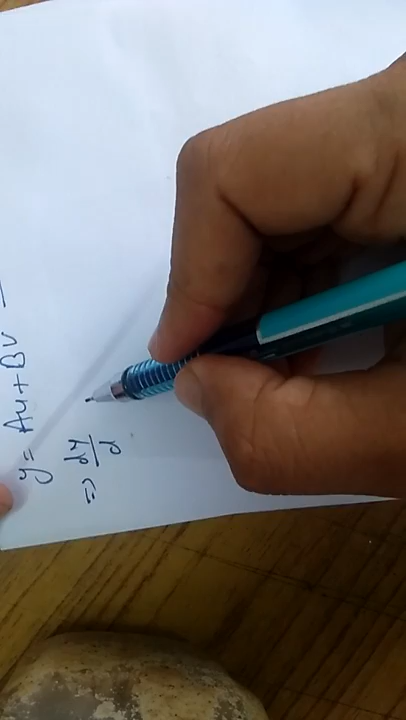 y = Au + Bv —
=> dy/d